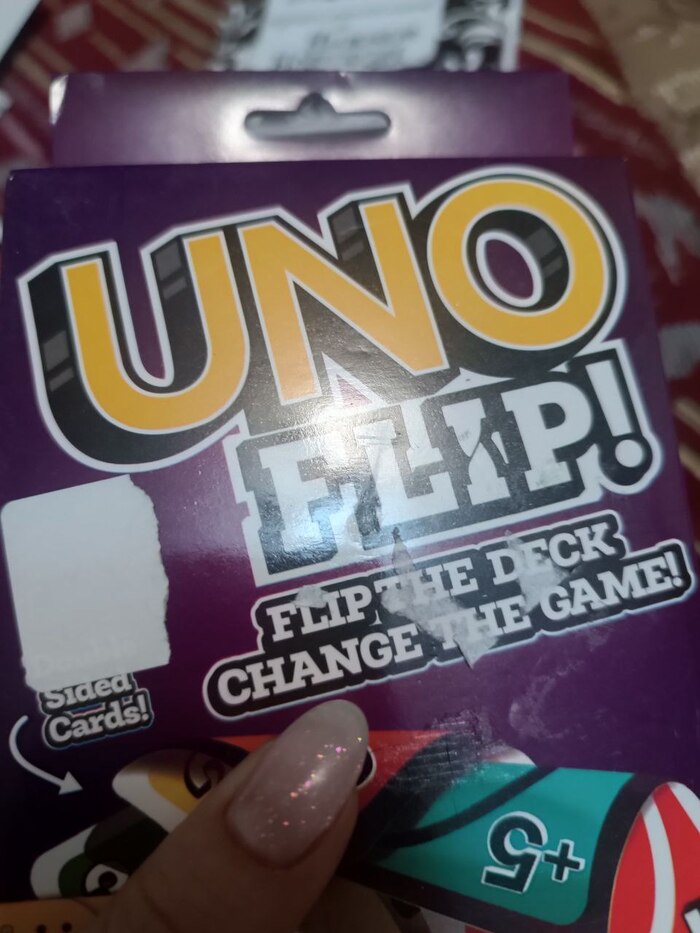 UNO
FLIP!
FLIP THE DECK
CHANGE THE GAME!
Sided
Cards!
+5